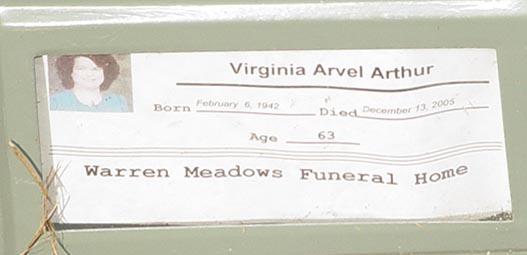 Virginia Arvel Arthur
Born February 6, 1942 Died December 13, 2005
Age 63
Warren Meadows Funeral Home